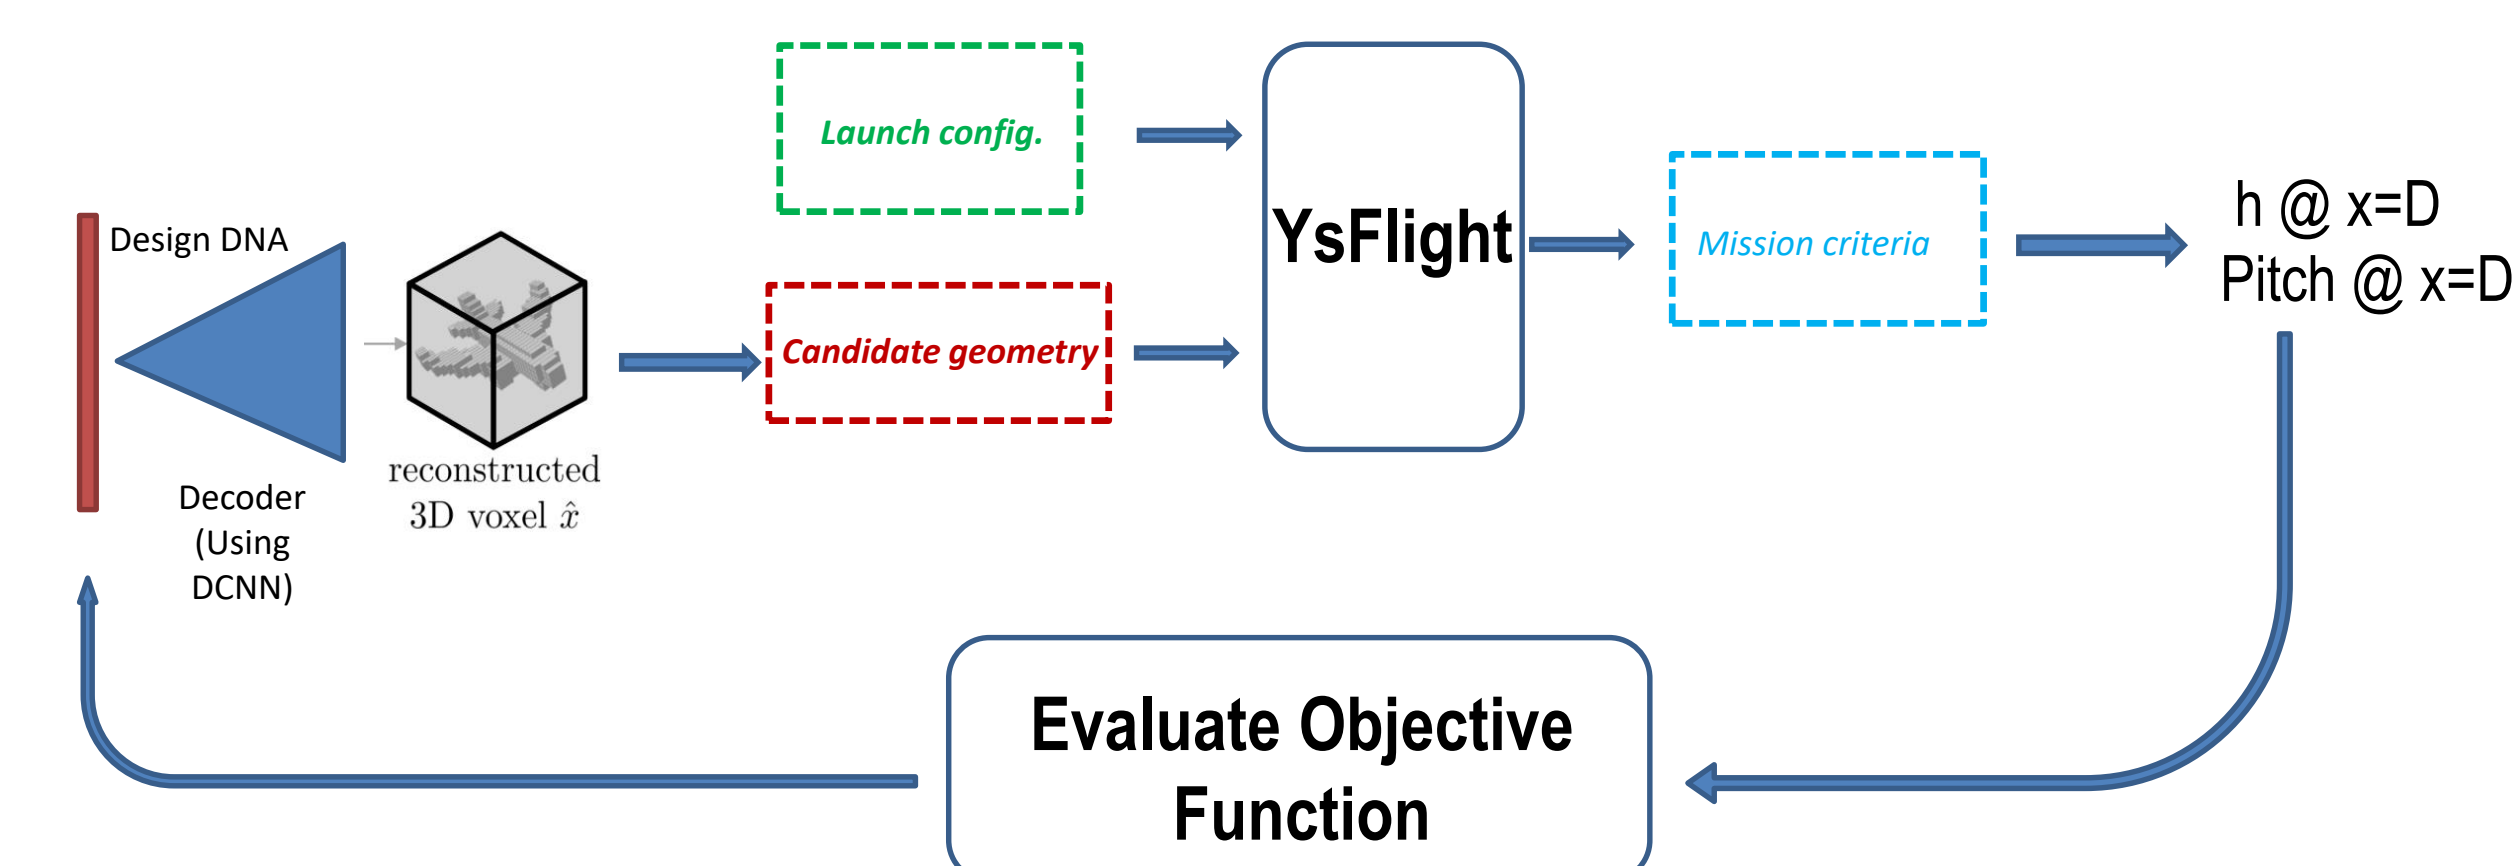 Design DNA
Decoder
(Using
DCNN)
reconstructed
3D voxel x̂
Launch config.
Candidate geometry
YsFlight
Mission criteria
h @ x=D
Pitch @ x=D
Evaluate Objective
Function